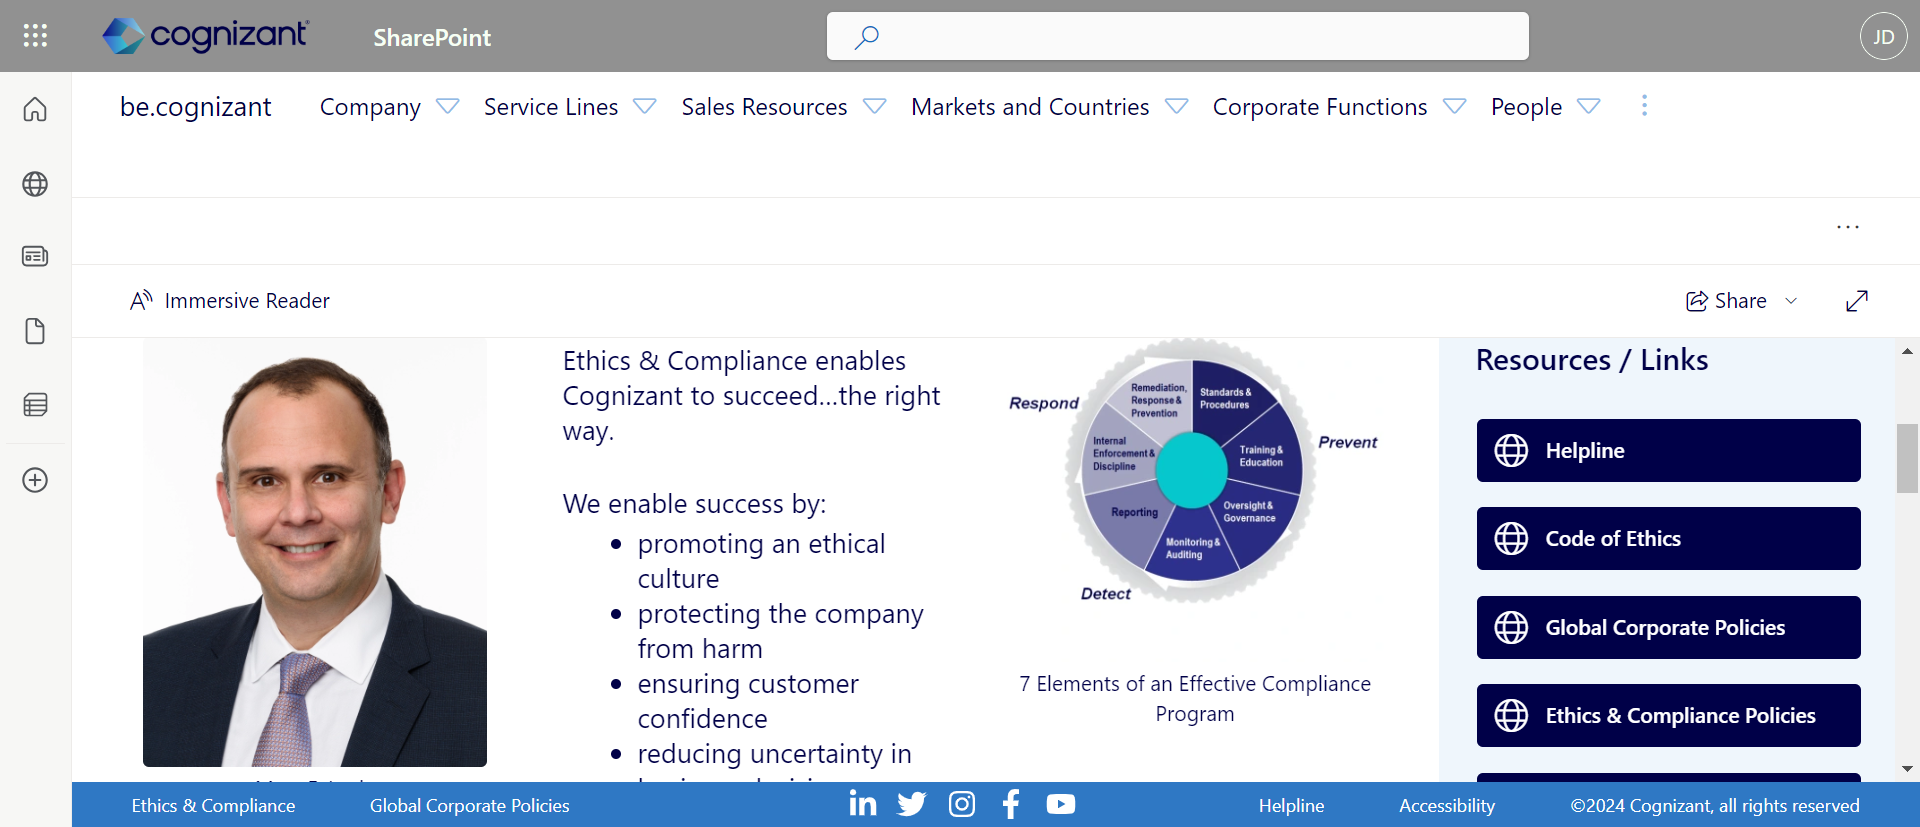 cognizant
SharePoint
JD
be.cognizant
Company
Service Lines
Sales Resources
Markets and Countries
Corporate Functions
People
Immersive Reader
Share
Ethics & Compliance enables
Cognizant to succeed...the right
way.
We enable success by:
• promoting an ethical
culture
• protecting the company
from harm
• ensuring customer
confidence
• reducing uncertainty in
Respond
Prevent
Detect
Remediation,
Response &
Prevention
Standards &
Procedures
Internal
Enforcement &
Discipline
Training &
Education
Reporting
Oversight &
Governance
Monitoring &
Auditing
7 Elements of an Effective Compliance
Program
Resources / Links
Helpline
Code of Ethics
Global Corporate Policies
Ethics & Compliance Policies
Ethics & Compliance
Global Corporate Policies
Helpline
Accessibility
©2024 Cognizant, all rights reserved